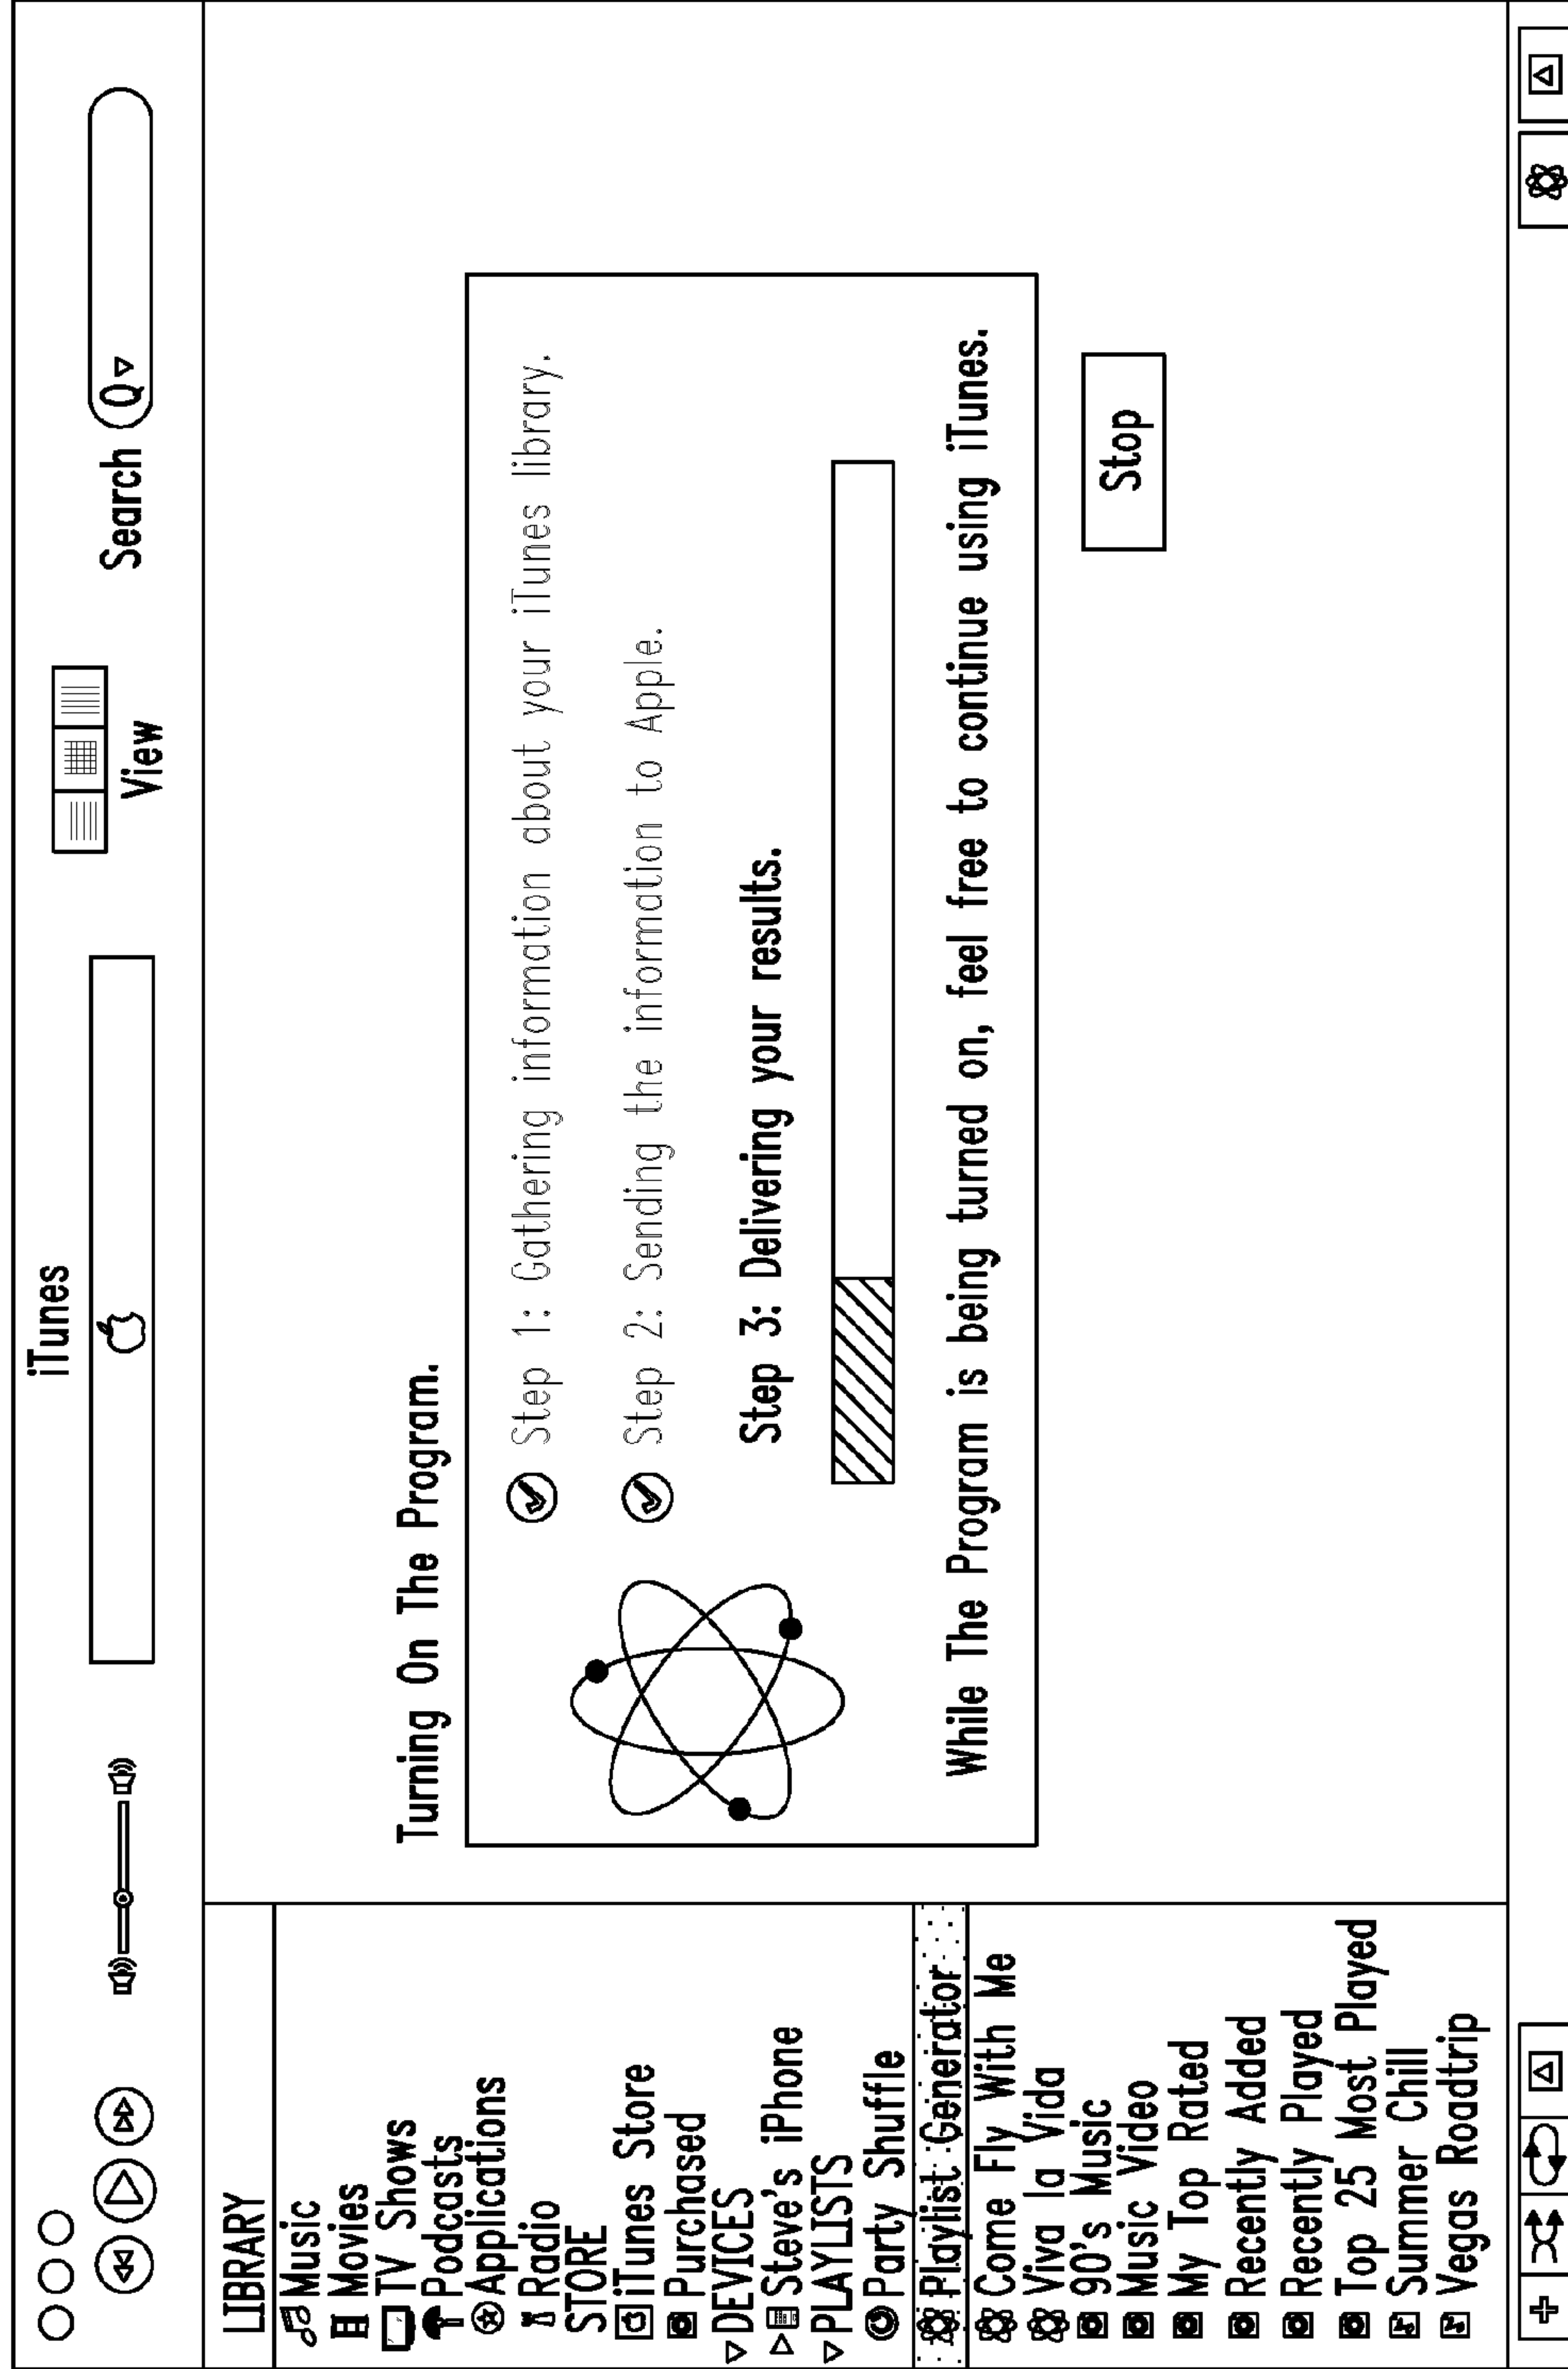 iTunes
View
Search
LIBRARY
Music
Movies
TV Shows
Podcasts
Applications
Radio
STORE
iTunes Store
Purchased
DEVICES
Steve's iPhone
PLAYLISTS
Party Shuffle
Playlist Generator
Come Fly With Me
Viva la Vida
90's Music
Music Video
My Top Rated
Recently Added
Recently Played
Top 25 Most Played
Summer Chill
Vegas Roadtrip
Turning On The Program.
Step 1: Gathering information about your iTunes library.
Step 2: Sending the information to Apple.
Step 3: Delivering your results.
While The Program is being turned on, feel free to continue using iTunes.
Stop